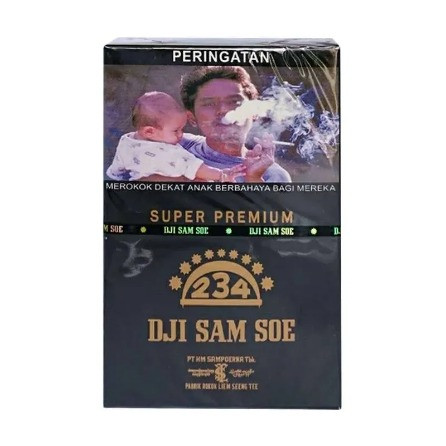 PERINGATAN
MEROKOK DEKAT ANAK BERBAHAYA BAGI MEREKA
SUPER PREMIUM
M SOE DJI SAM SOE DJI SAM SOE DJI
234
DJI SAM SOE
PT HM SAMPOERNA Tbk.
PABRIK ROKOK LIEM SEENG TEE